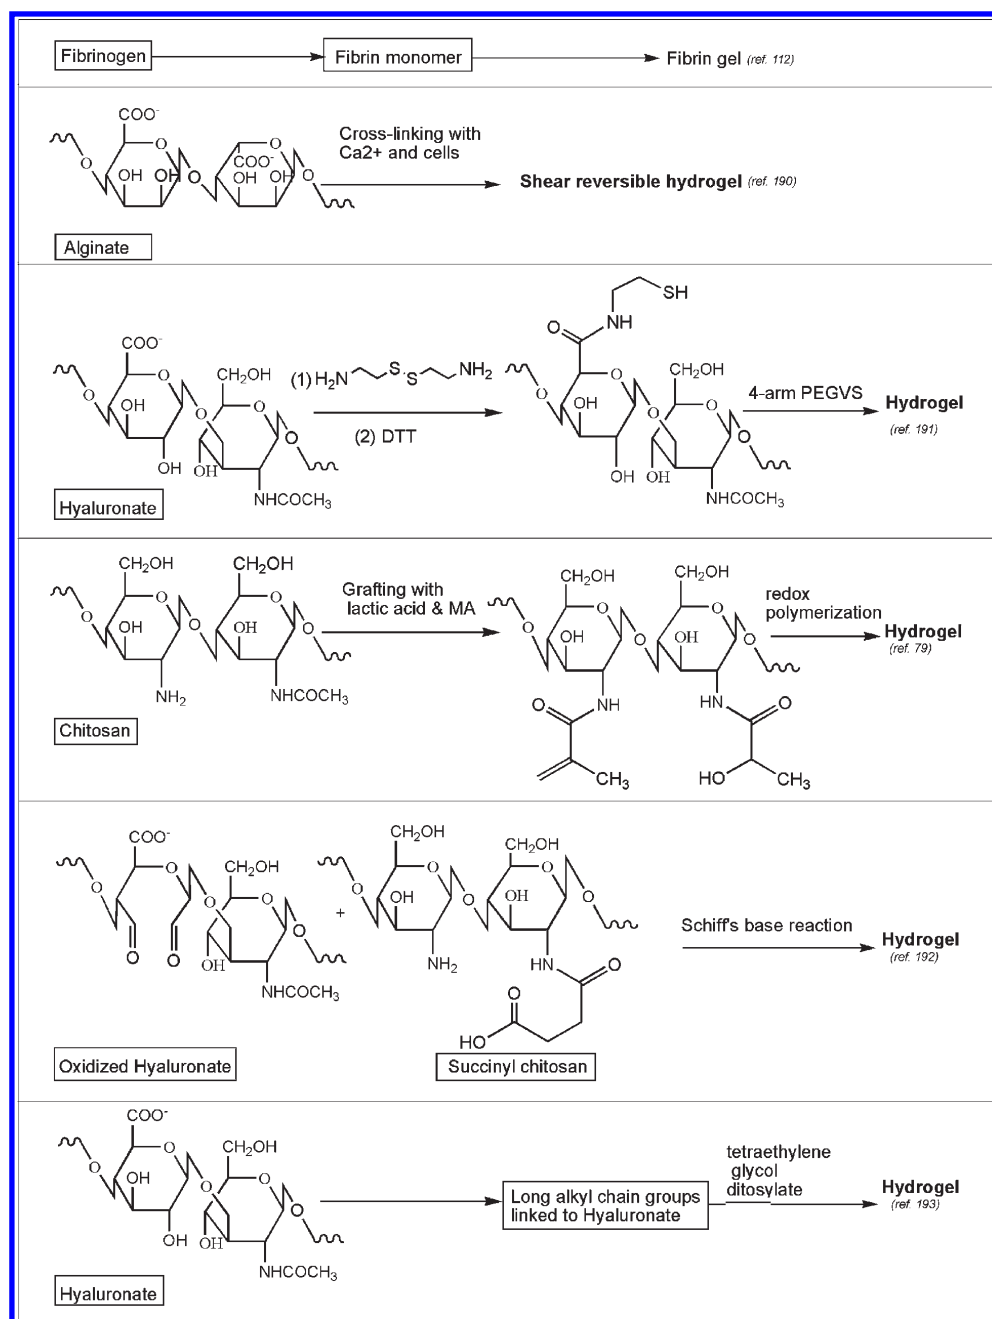 Fibrinogen
Fibrin monomer
Fibrin gel (ref. 112)
COO-
O
O
OH
OH
O
O
O
COO-
OH
OH
O
Cross-linking with
Ca2+ and cells
Shear reversible hydrogel (ref. 190)
Alginate
COO-
O
O
OH
OH
O
CH2OH
O
OH
O
NHCOCH3
(1) H2N
S
S
NH2
(2) DTT
SH
O
NH
O
O
OH
OH
O
CH2OH
O
OH
O
NHCOCH3
4-arm PEGVS
Hydrogel
(ref. 191)
Hyaluronate
CH2OH
O
O
OH
NH2
O
CH2OH
O
OH
O
NHCOCH3
Grafting with
lactic acid & MA
CH2OH
O
O
OH
O
CH2OH
O
OH
O
NH
O
CH3
HN
O
HO
CH3
redox
polymerization
Hydrogel
(ref. 79)
Chitosan
COO-
O
O
O
O
O
CH2OH
O
OH
O
NHCOCH3
+
CH2OH
O
O
OH
NH2
O
CH2OH
O
OH
O
HN
O
O
HO
Schiff's base reaction
Hydrogel
(ref. 192)
Oxidized Hyaluronate
Succinyl chitosan
COO-
O
O
OH
OH
O
CH2OH
O
OH
O
NHCOCH3
Long alkyl chain groups
linked to Hyaluronate
tetraethylene
glycol
ditosylate
Hydrogel
(ref. 193)
Hyaluronate